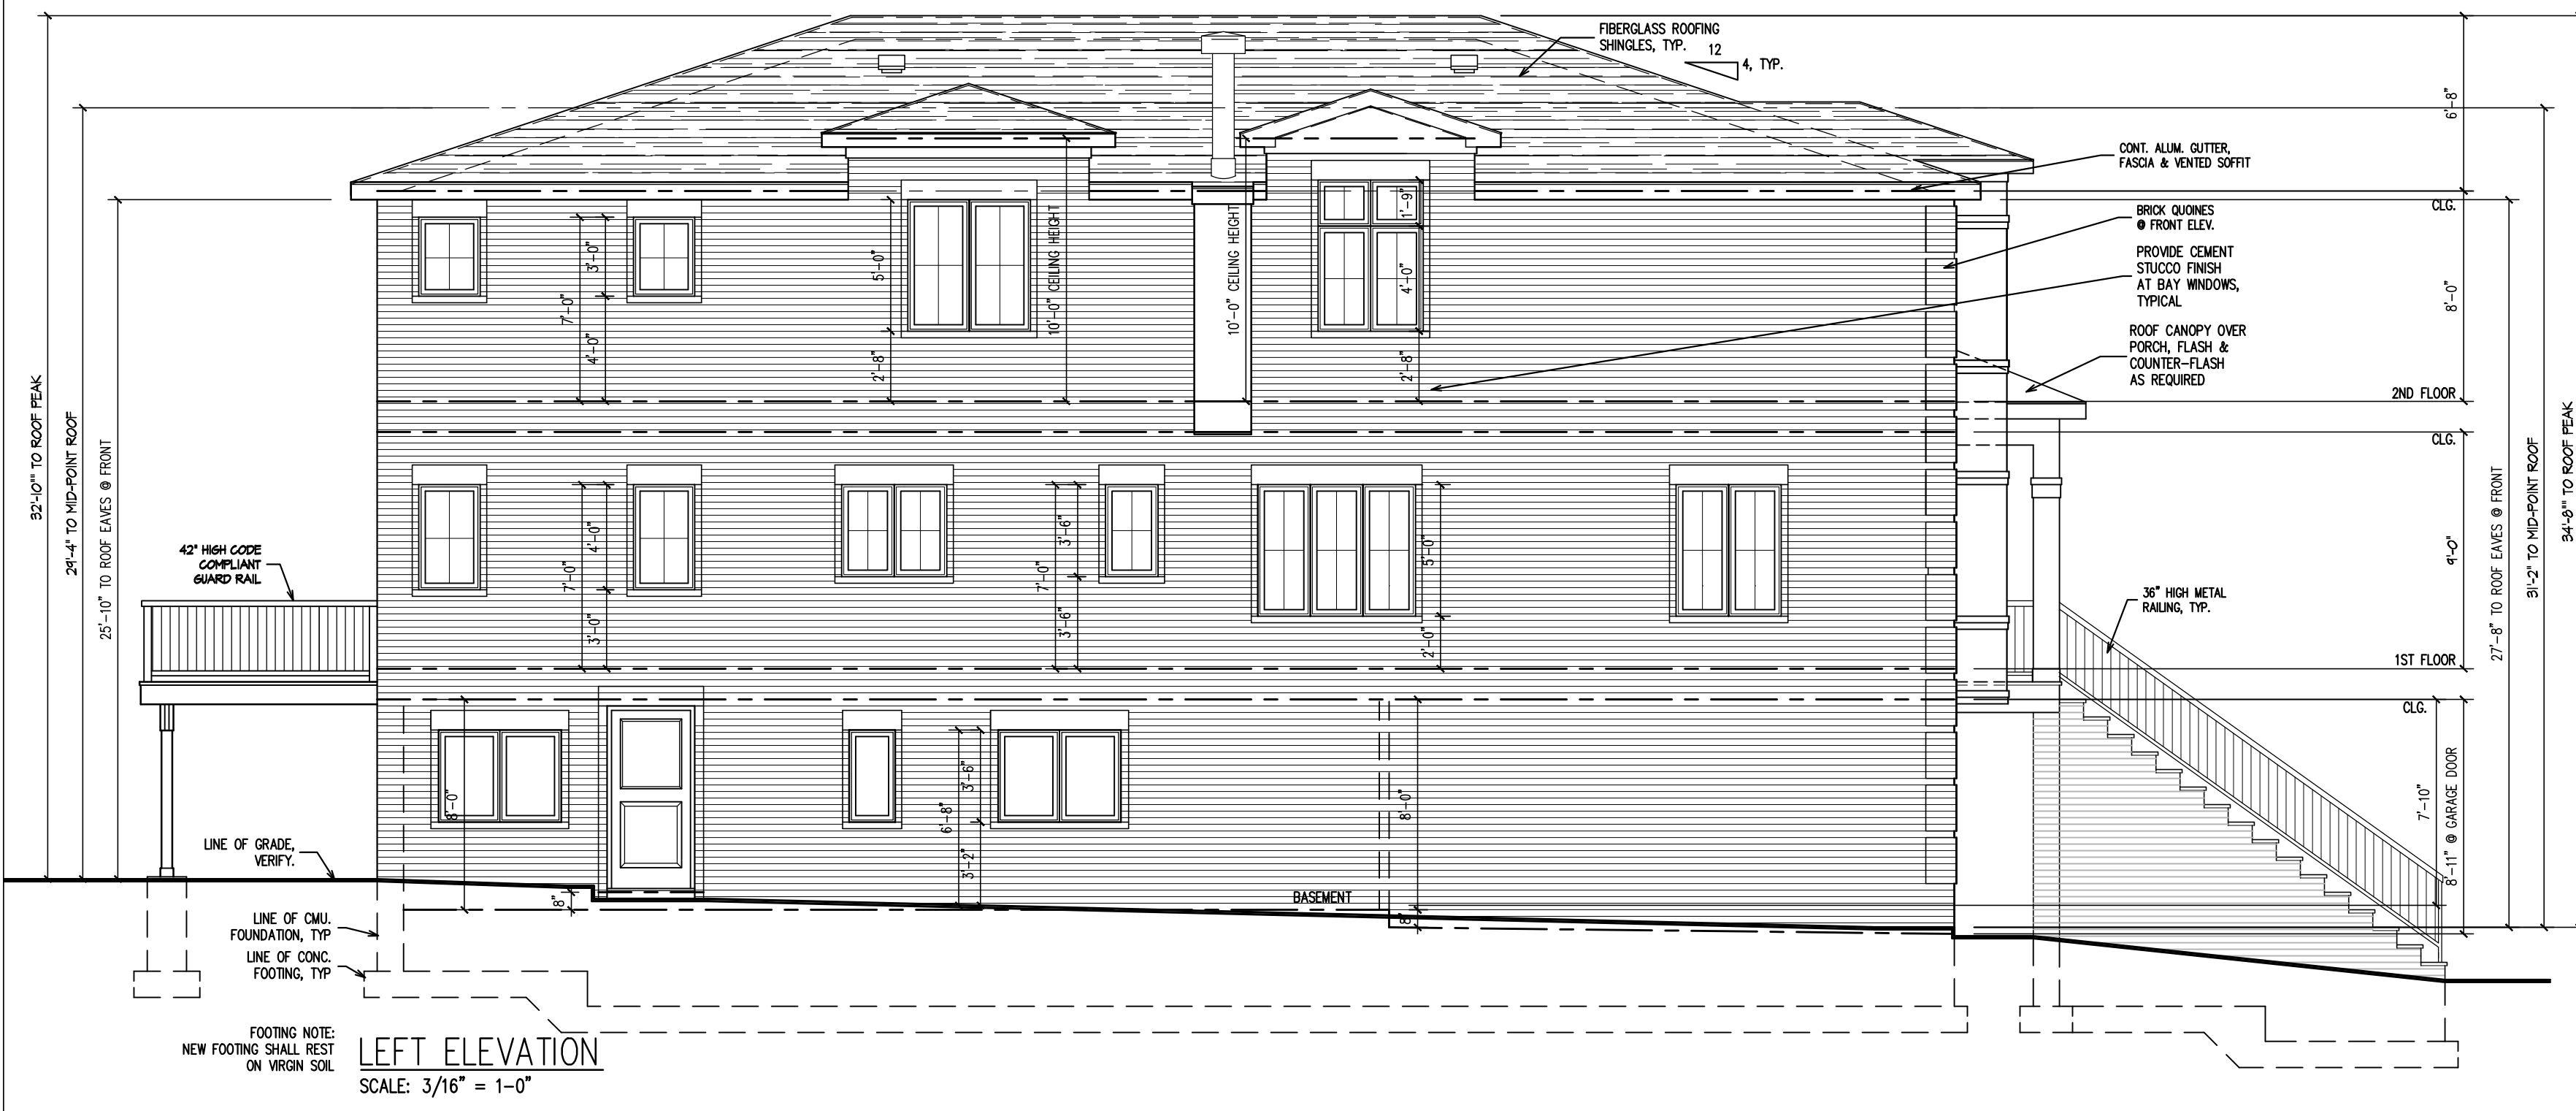 FIBERGLASS ROOFING
SHINGLES, TYP.
12
4, TYP.
CONT. ALUM. GUTTER,
FASCIA & VENTED SOFFIT
BRICK QUOINES
@ FRONT ELEV.
PROVIDE CEMENT
STUCCO FINISH
AT BAY WINDOWS,
TYPICAL
ROOF CANOPY OVER
PORCH, FLASH &
COUNTER-FLASH
AS REQUIRED
36" HIGH METAL
RAILING, TYP.
6'-8"
CLG.
8'-0"
2ND FLOOR
CLG.
9'-0"
1ST FLOOR
CLG.
7'-10"
8'-11" @ GARAGE DOOR
27'-8" TO ROOF EAVES @ FRONT
31'-2" TO MID-POINT ROOF
34'-8"" TO ROOF PEAK
32'-10"" TO ROOF PEAK
29'-4" TO MID-POINT ROOF
25'-10" TO ROOF EAVES @ FRONT
3'-0"
7'-0"
4'-0"
5'-0"
2'-8"
10'-0" CEILING HEIGHT
10'-0" CEILING HEIGHT
1'-9"
4'-0"
2'-8"
4'-0"
7'-0"
3'-0"
3'-6"
7'-0"
3'-6"
5'-0"
2'-0"
42" HIGH CODE
COMPLIANT
GUARD RAIL
8'-0"
3'-6"
6'-8"
3'-2"
8'-0"
8"
BASEMENT
8"
LINE OF GRADE,
VERIFY.
LINE OF CMU.
FOUNDATION, TYP
LINE OF CONC.
FOOTING, TYP
FOOTING NOTE:
NEW FOOTING SHALL REST
ON VIRGIN SOIL
LEFT ELEVATION
SCALE: 3/16" = 1-0"